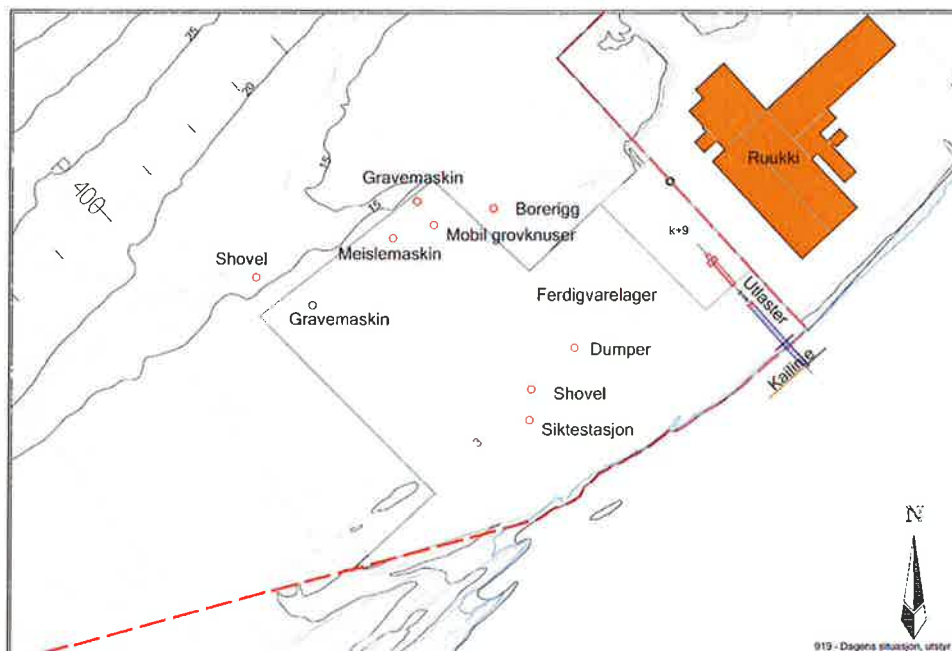 25
20
15
400
15
Gravemaskin
Borerigg
Mobil grovknuser
Meislemaskin
Shovel
Gravemaskin
Ruukki
k+9
Utlaster
Kailinje
Ferdigvarelager
Dumper
Shovel
Siktestasjon
3
N
919 - Dagens situasjon, utstyr